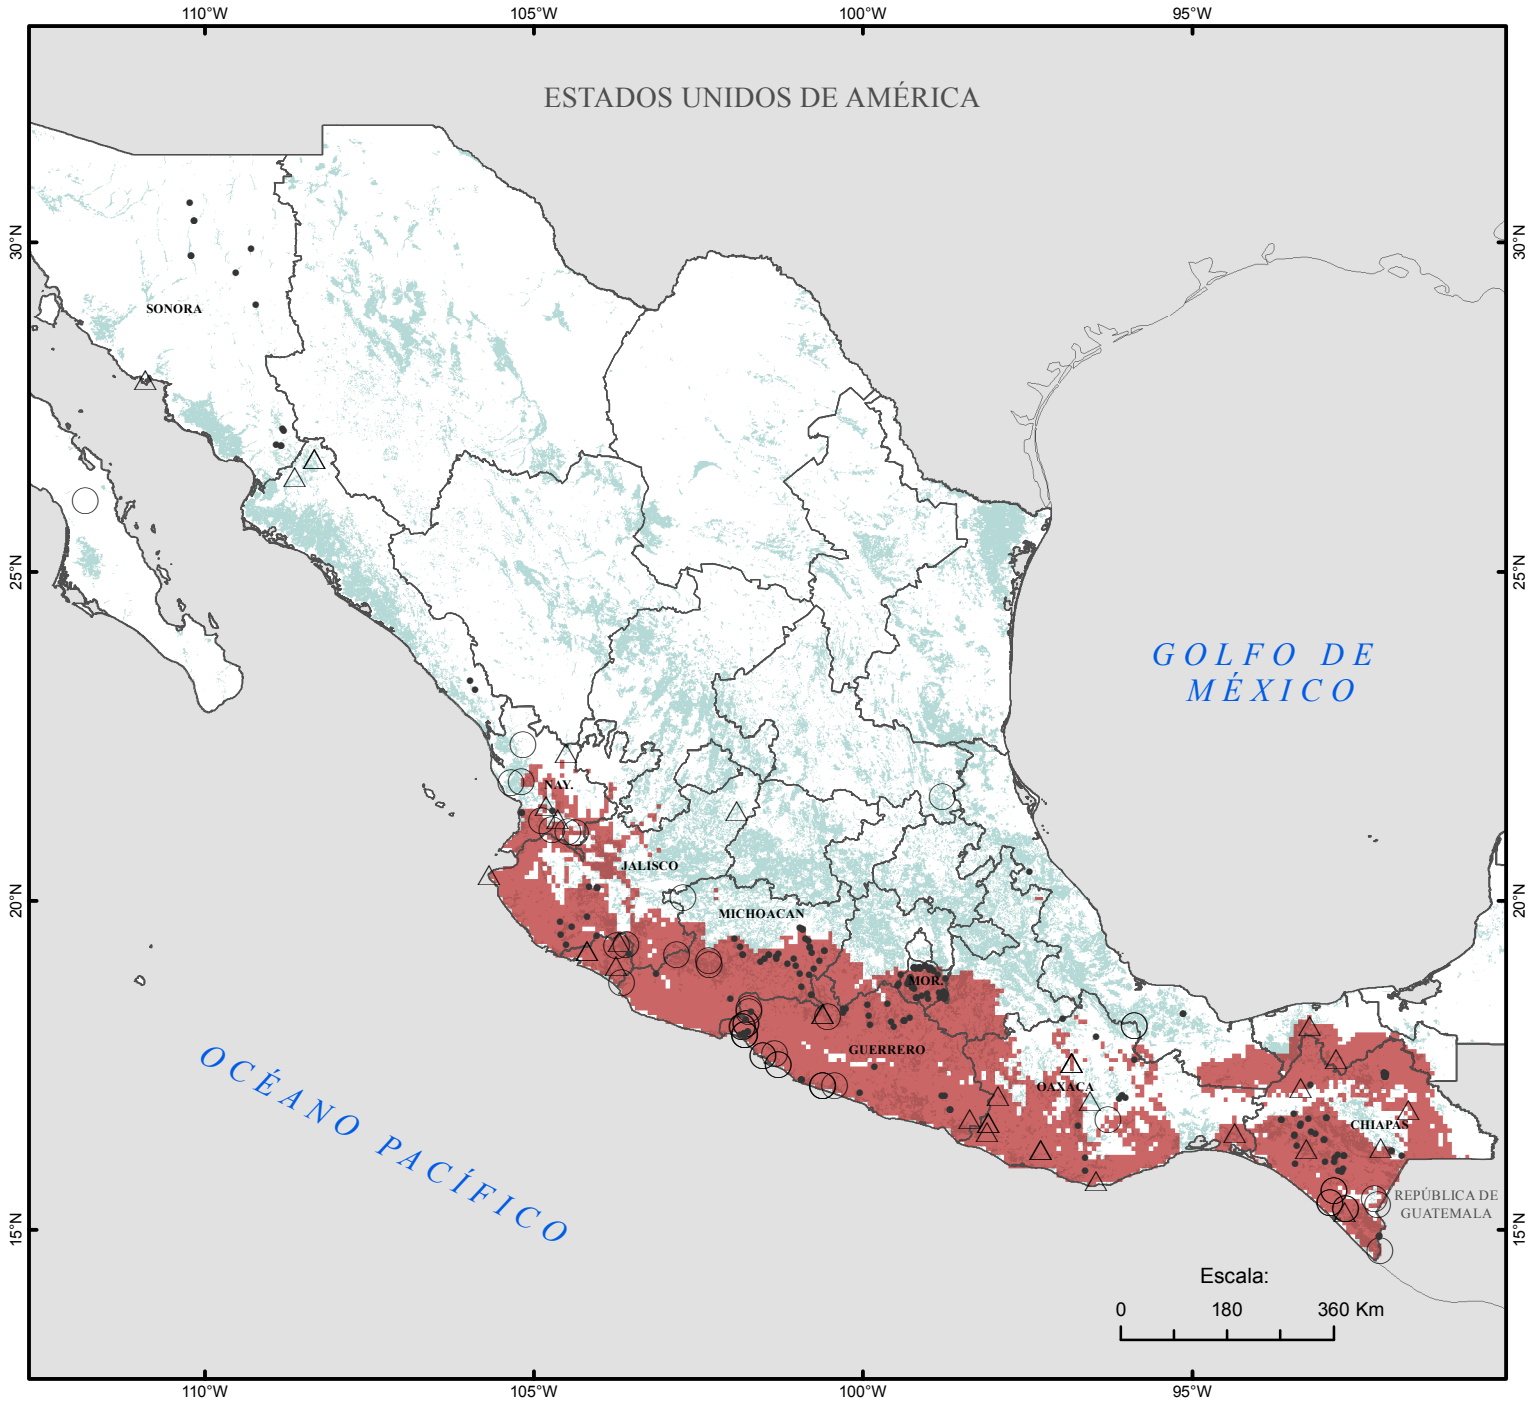 110°W 105°W 100°W 95°W
ESTADOS UNIDOS DE AMÉRICA
30°N 30°N
SONORA
25°N 25°N
GOLFO DE
MÉXICO
NAY.
JALISCO
20°N 20°N
MICHOACAN
MOR.
GUERRERO
OAXACA
CHIAPAS
OCÉANO PACÍFICO
REPÚBLICA DE
GUATEMALA
15°N 15°N
Escala:
0 180 360 Km
110°W 105°W 100°W 95°W